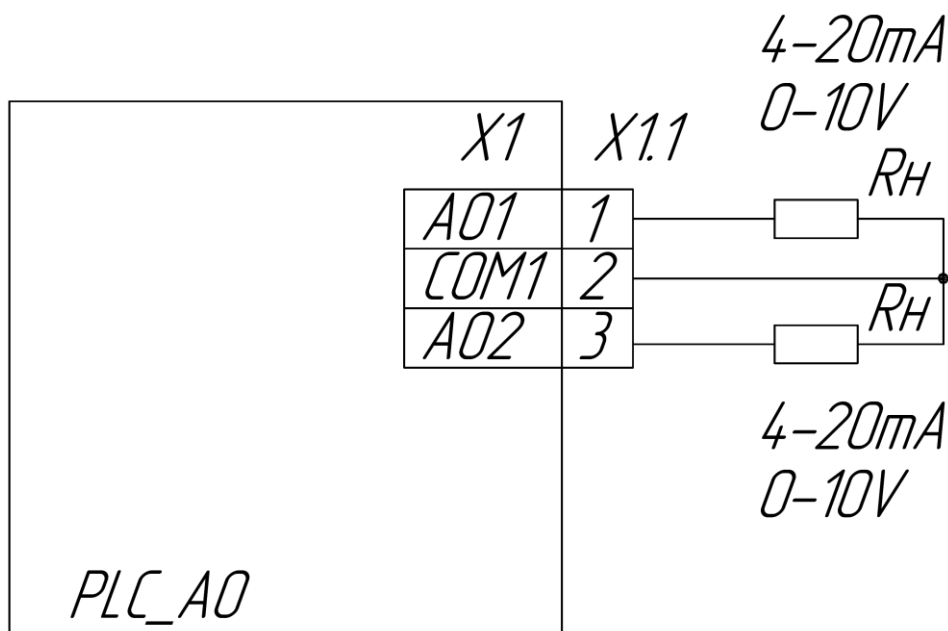 4-20mA
0-10V
X1 X1.1
Rн
AO1 1
COM1 2
Rн
AO2 3
4-20mA
0-10V
PLC_AO